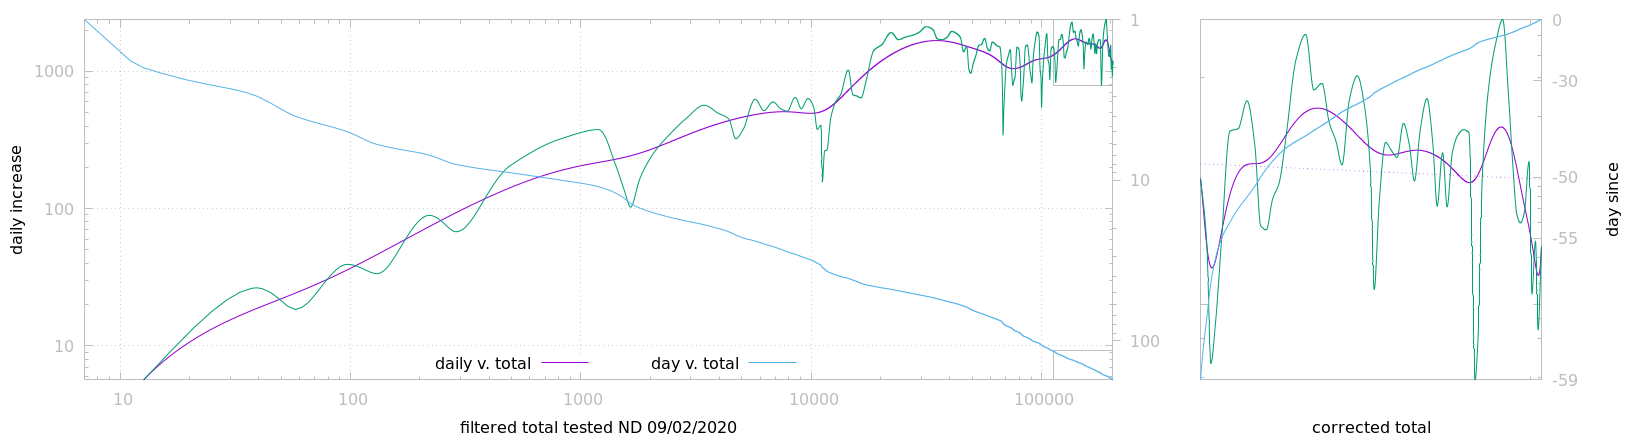 daily increase
1000
100
10
1
10
100
daily v. total
day v. total
10
100
1000
10000
100000
filtered total tested ND 09/02/2020
0
-30
-50
-55
-59
day since
corrected total